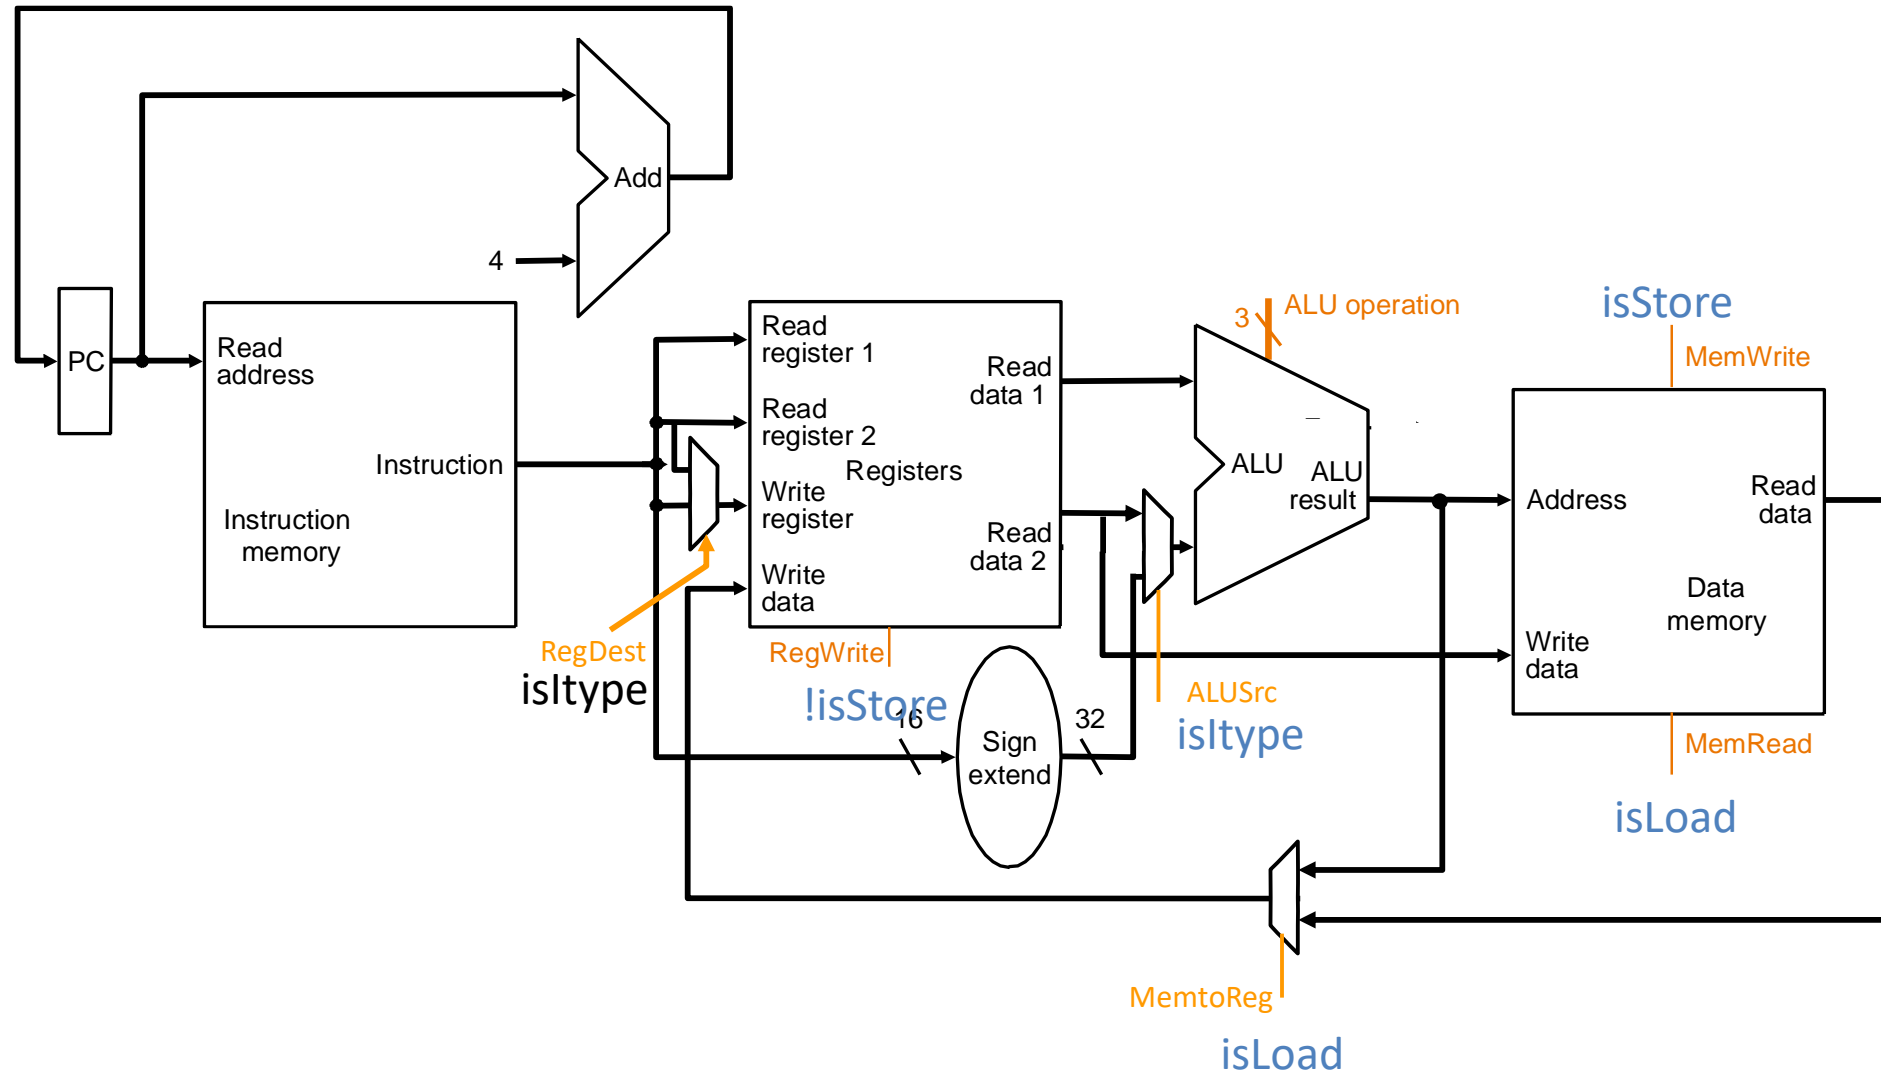 Add
4
PC
Read
address
Instruction
Instruction
memory
Read
register 1
Read
register 2
Registers
Write
register
Write
data
Read
data 1
Read
data 2
RegDest
isItype
RegWrite
!isStore
16
Sign
extend
32
ALUSrc
isItype
3
ALU operation
ALU
ALU
result
isStore
MemWrite
Address
Read
data
Data
memory
Write
data
MemRead
isLoad
MemtoReg
isLoad